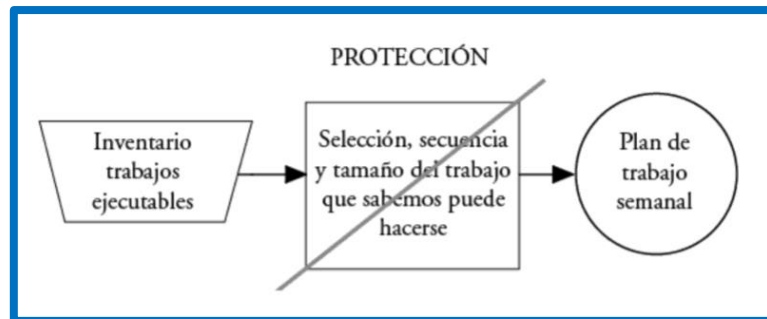 PROTECCIÓN
Inventario
trabajos
ejecutables
Selección, secuencia
y tamaño del trabajo
que sabemos puede
hacerse
Plan de
trabajo
semanal